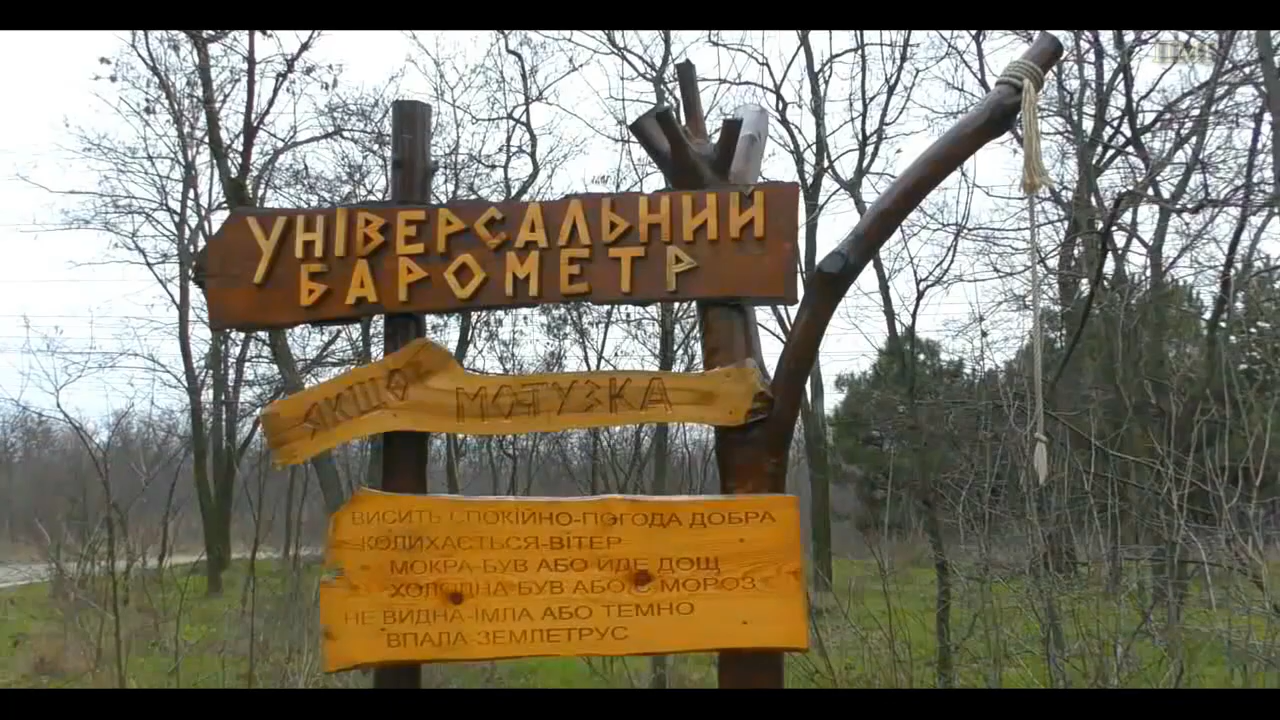 УНІВЕРСАЛЬНИЙ
БАРОМЕТР
ЯКЩО МОТУЗКА
ВИСИТЬ СПОКІЙНО-ПОГОДА ДОБРА
КОЛИХАЄТЬСЯ-ВІТЕР
МОКРА-БУВ АБО ЙДЕ ДОЩ
ХОЛОДНА-БУВ АБО Є МОРОЗ
НЕ ВИДНА-ІМЛА АБО ТЕМНО
ВПАЛА-ЗЕМЛЕТРУС